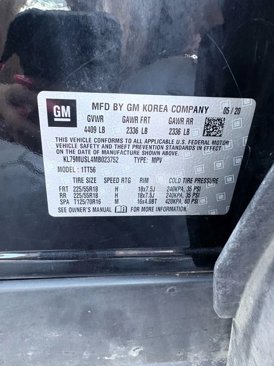 GM
MFD BY GM KOREA COMPANY 05 / 20
GVWR GAWR FRT GAWR RR
4409 LB 2336 LB 2336 LB
THIS VEHICLE CONFORMS TO ALL APPLICABLE U.S. FEDERAL MOTOR
VEHICLE SAFETY AND THEFT PREVENTION STANDARDS IN EFFECT ON
THE DATE OF MANUFACTURE SHOWN ABOVE.
KL79MUSL4MB023752 TYPE: MPV
MODEL : 1TT56
TIRE SIZE SPEED RTG RIM COLD TIRE PRESSURE
FRT 225/55R18 H 18x7.5J 240KPA, 35 PSI
RR 225/55R18 H 18x7.5J 240KPA, 35 PSI
SPA T125/70R16 M 16x4.0BT 420KPA, 60 PSI
SEE OWNER'S MANUAL FOR MORE INFORMATION.